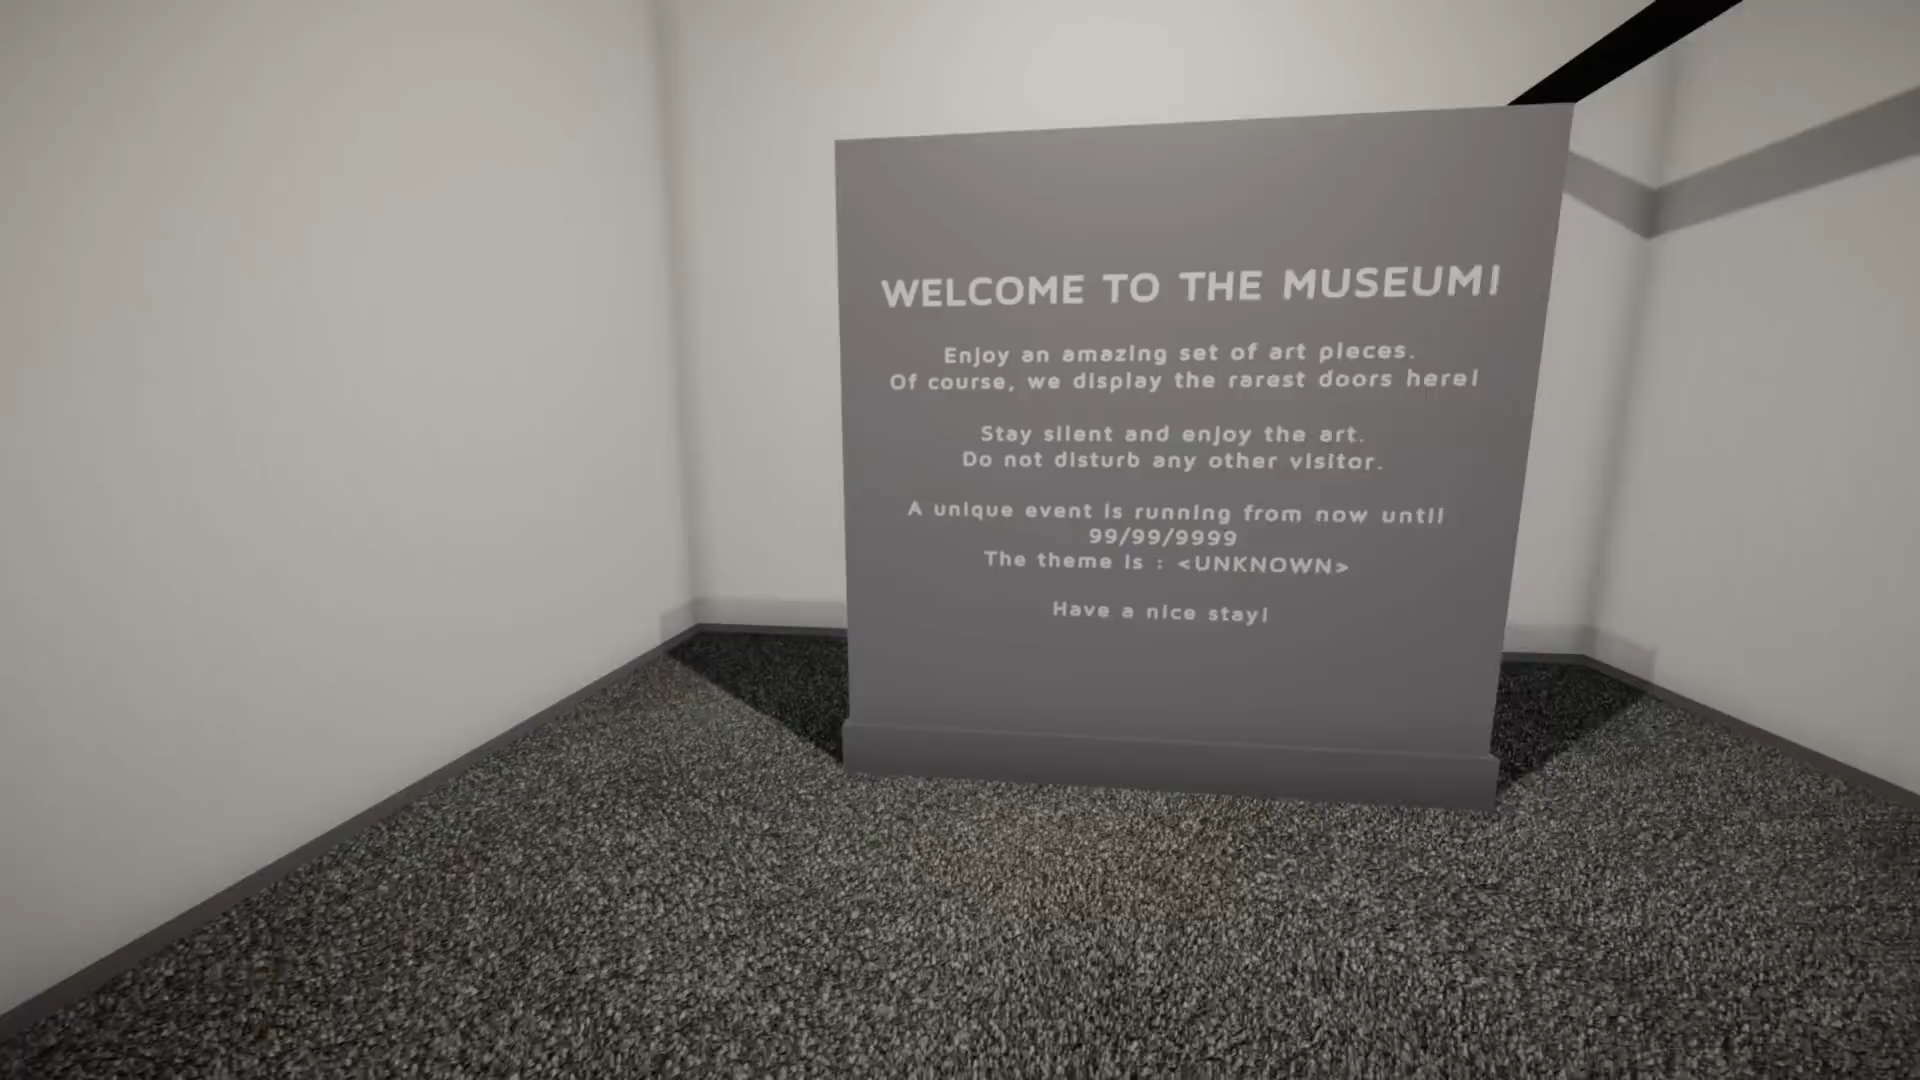 WELCOME TO THE MUSEUM!
Enjoy an amazing set of art pieces.
Of course, we display the rarest doors here!
Stay silent and enjoy the art.
Do not disturb any other visitor.
A unique event is running from now until
99/99/9999
The theme is : <UNKNOWN>
Have a nice stay!